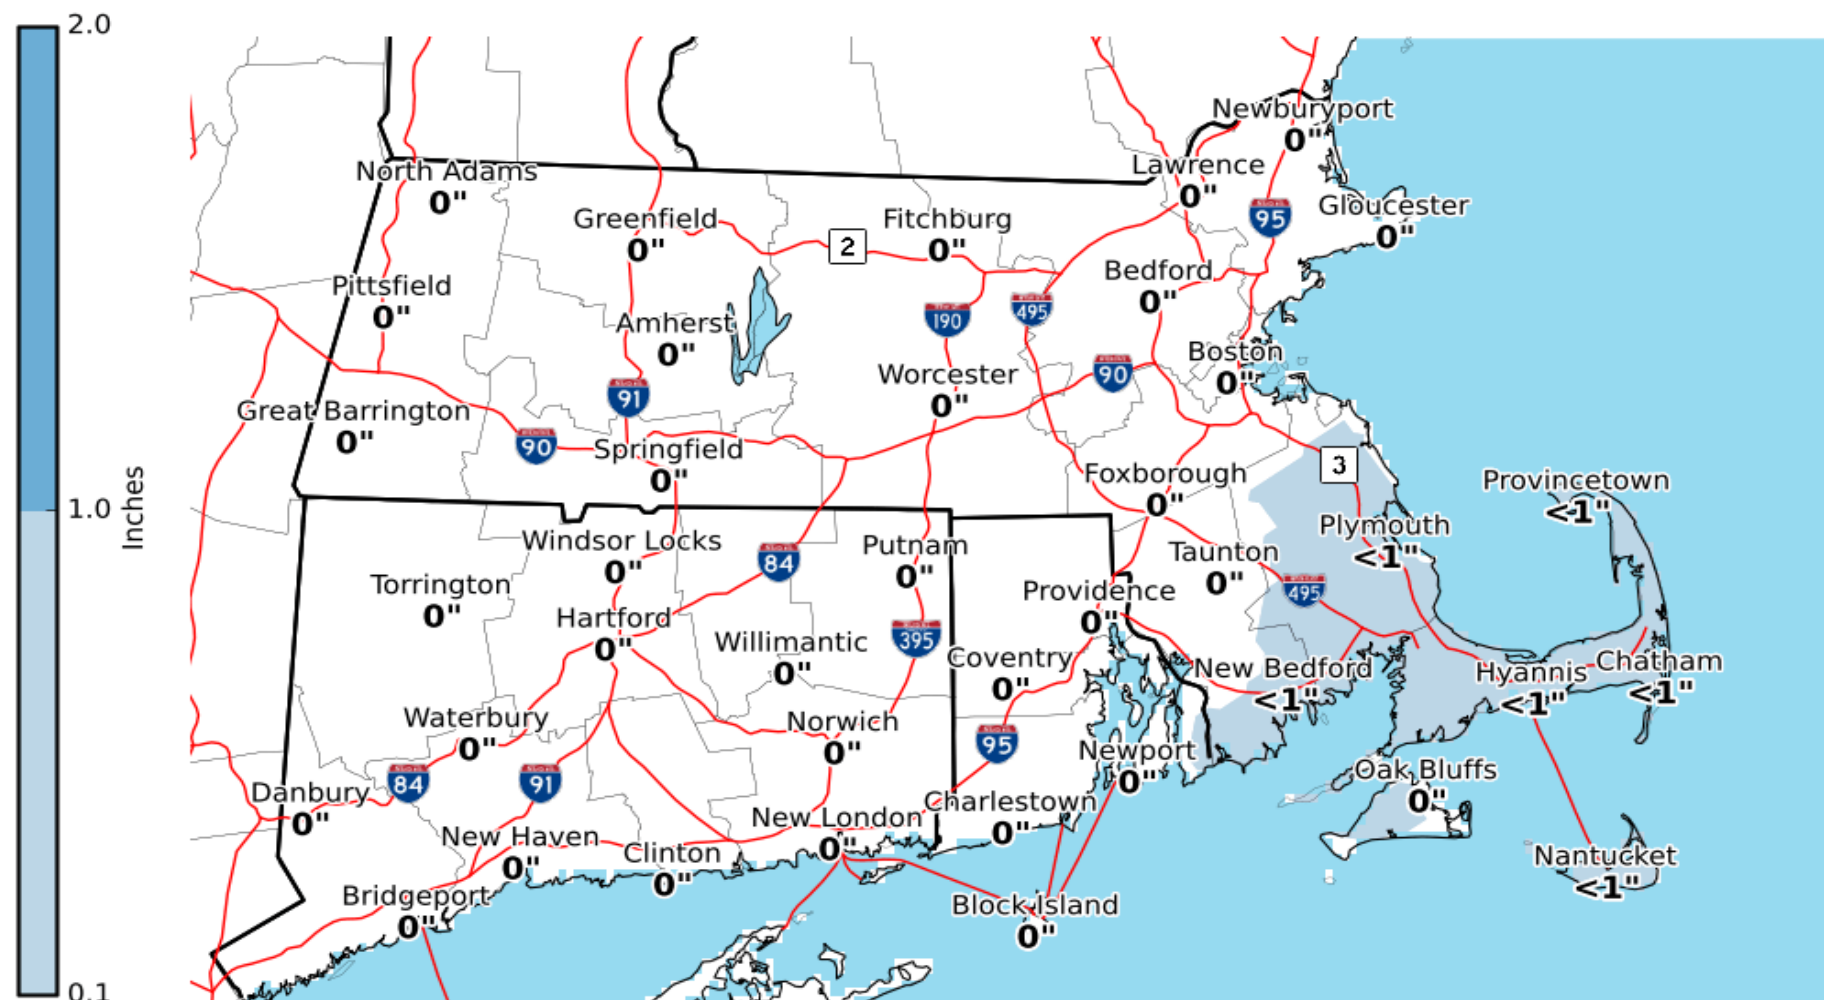 2.0
Newburyport
0"
Lawrence
0"
North Adams
0"
95
Gloucester
0"
Greenfield
0"
2
Fitchburg
0"
Bedford
0"
Pittsfield
0"
190
495
Amherst
0"
Boston
0"
Worcester
0"
90
91
Great Barrington
0"
90
Springfield
0"
3
Foxborough
0"
Provincetown
<1"
1.0
Inches
Plymouth
<1"
Windsor Locks
0"
84
Putnam
0"
Taunton
0"
495
Torrington
0"
Providence
0"
Hartford
0"
Willimantic
0"
395
Coventry
0"
New Bedford
<1"
Hyannis
<1"
Chatham
<1"
Waterbury
0"
Norwich
0"
95
Newport
0"
84
91
Oak Bluffs
0"
Danbury
0"
Charlestown
0"
New London
0"
New Haven
0"
Clinton
0"
Nantucket
<1"
Bridgeport
0"
Block Island
0"
0.1